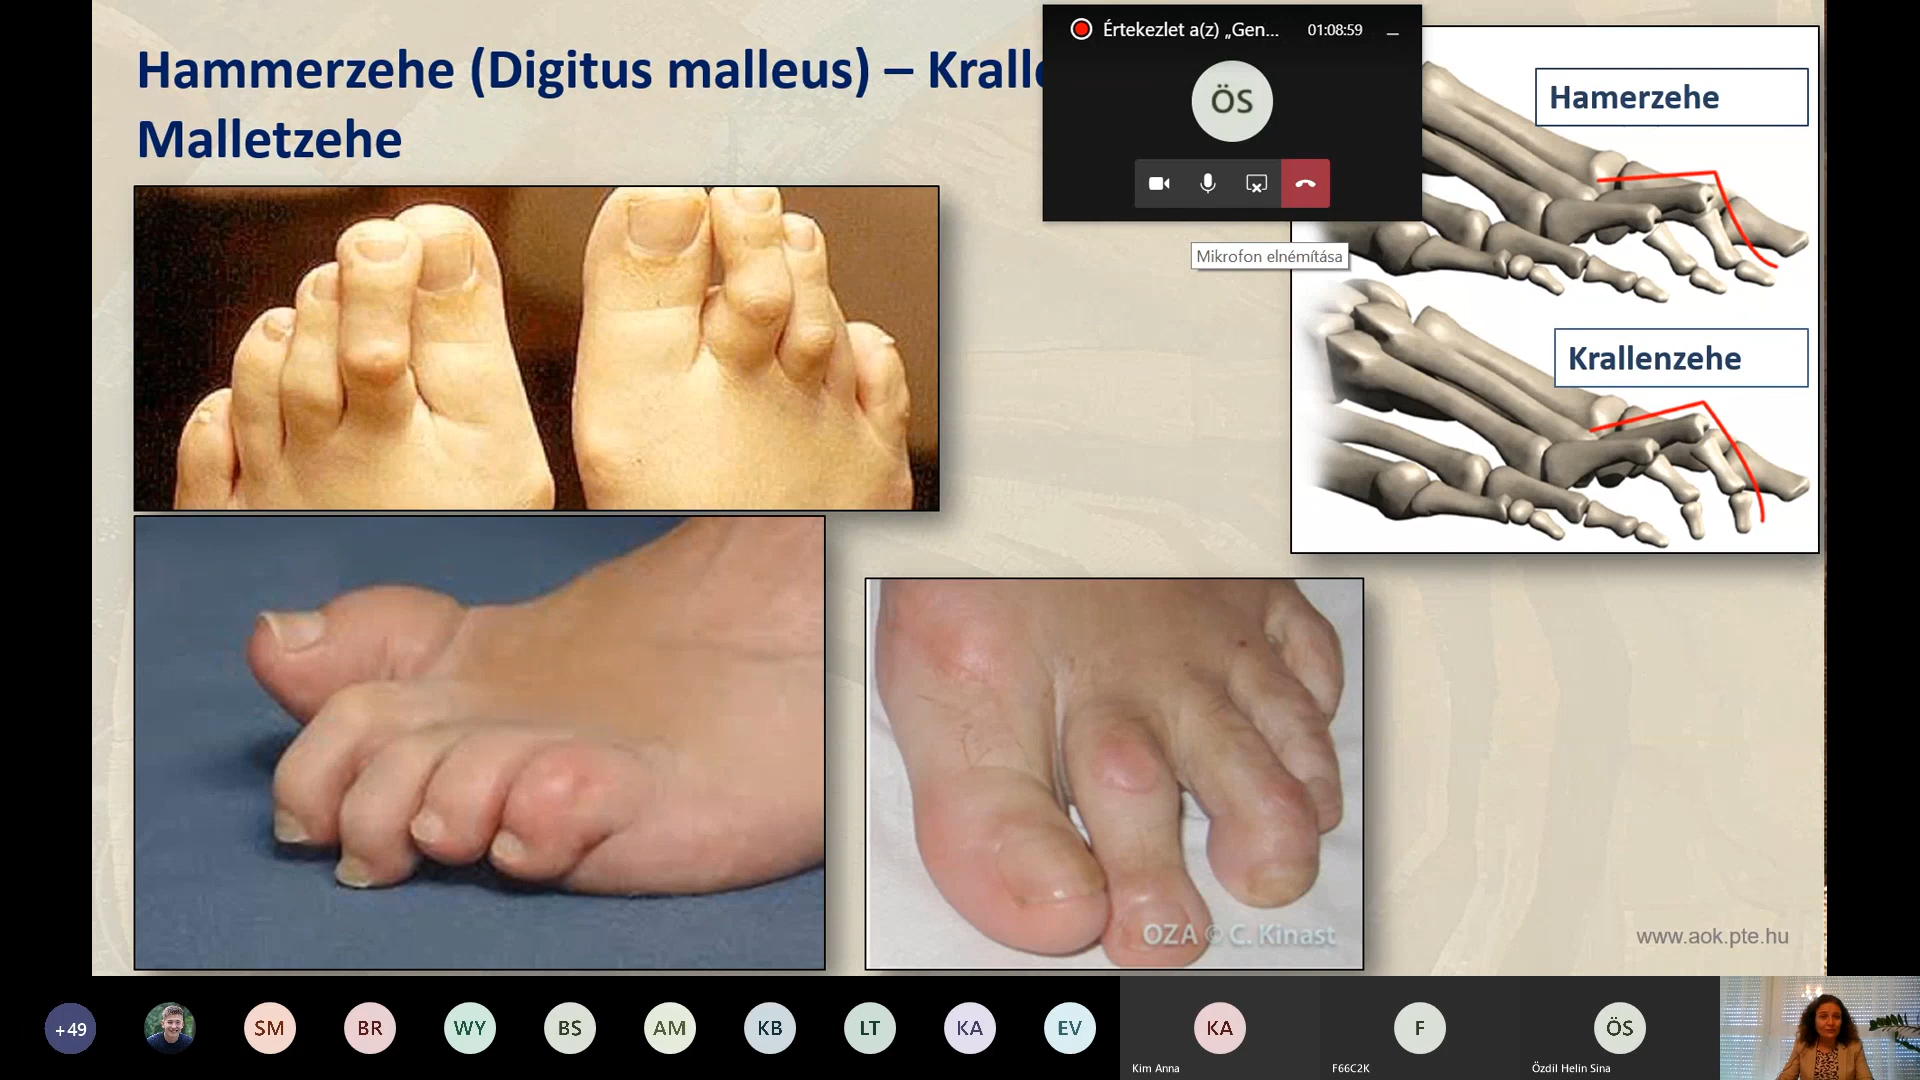 Hammerzehe (Digitus malleus) – Kralle
Malletzehe
Értekezlet a(z) „Gen...
01:08:59
ÖS
Mikrofon elnémítása
Hamerzehe
Krallenzehe
OZA © C. Kinast
www.aok.pte.hu
+49
SM
BR
WY
BS
AM
KB
LT
KA
EV
KA
Kim Anna
F
F66C2K
ÖS
Özdil Helin Sina